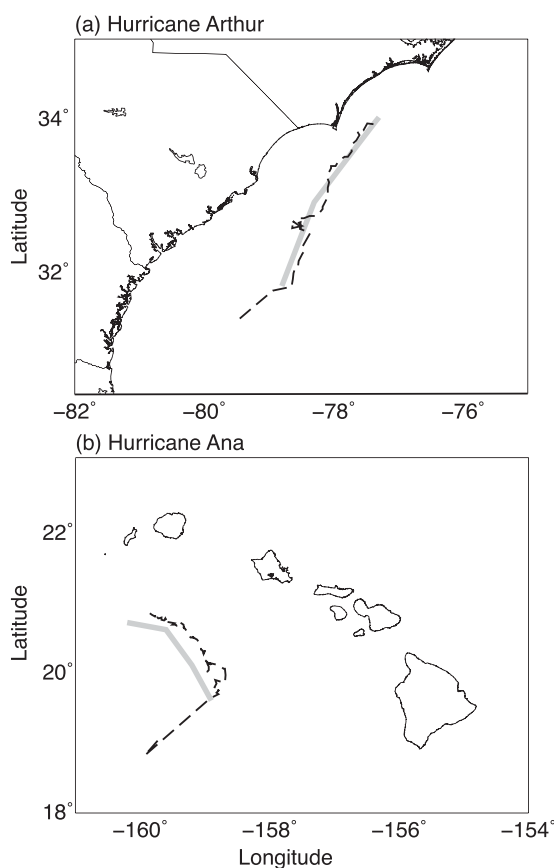 (a) Hurricane Arthur
34°
32°
Latitude
−82° −80° −78° −76°
(b) Hurricane Ana
22°
20°
18°
Latitude
−160° −158° −156° −154°
Longitude